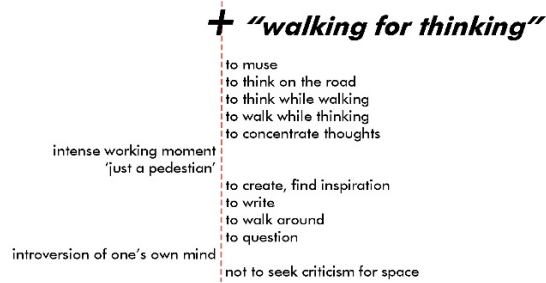 + "walking for thinking"
to muse
to think on the road
to think while walking
to walk while thinking
to concentrate thoughts
intense working moment
'just a pedestian'
to create, find inspiration
to write
to walk around
to question
introversion of one's own mind
not to seek criticism for space